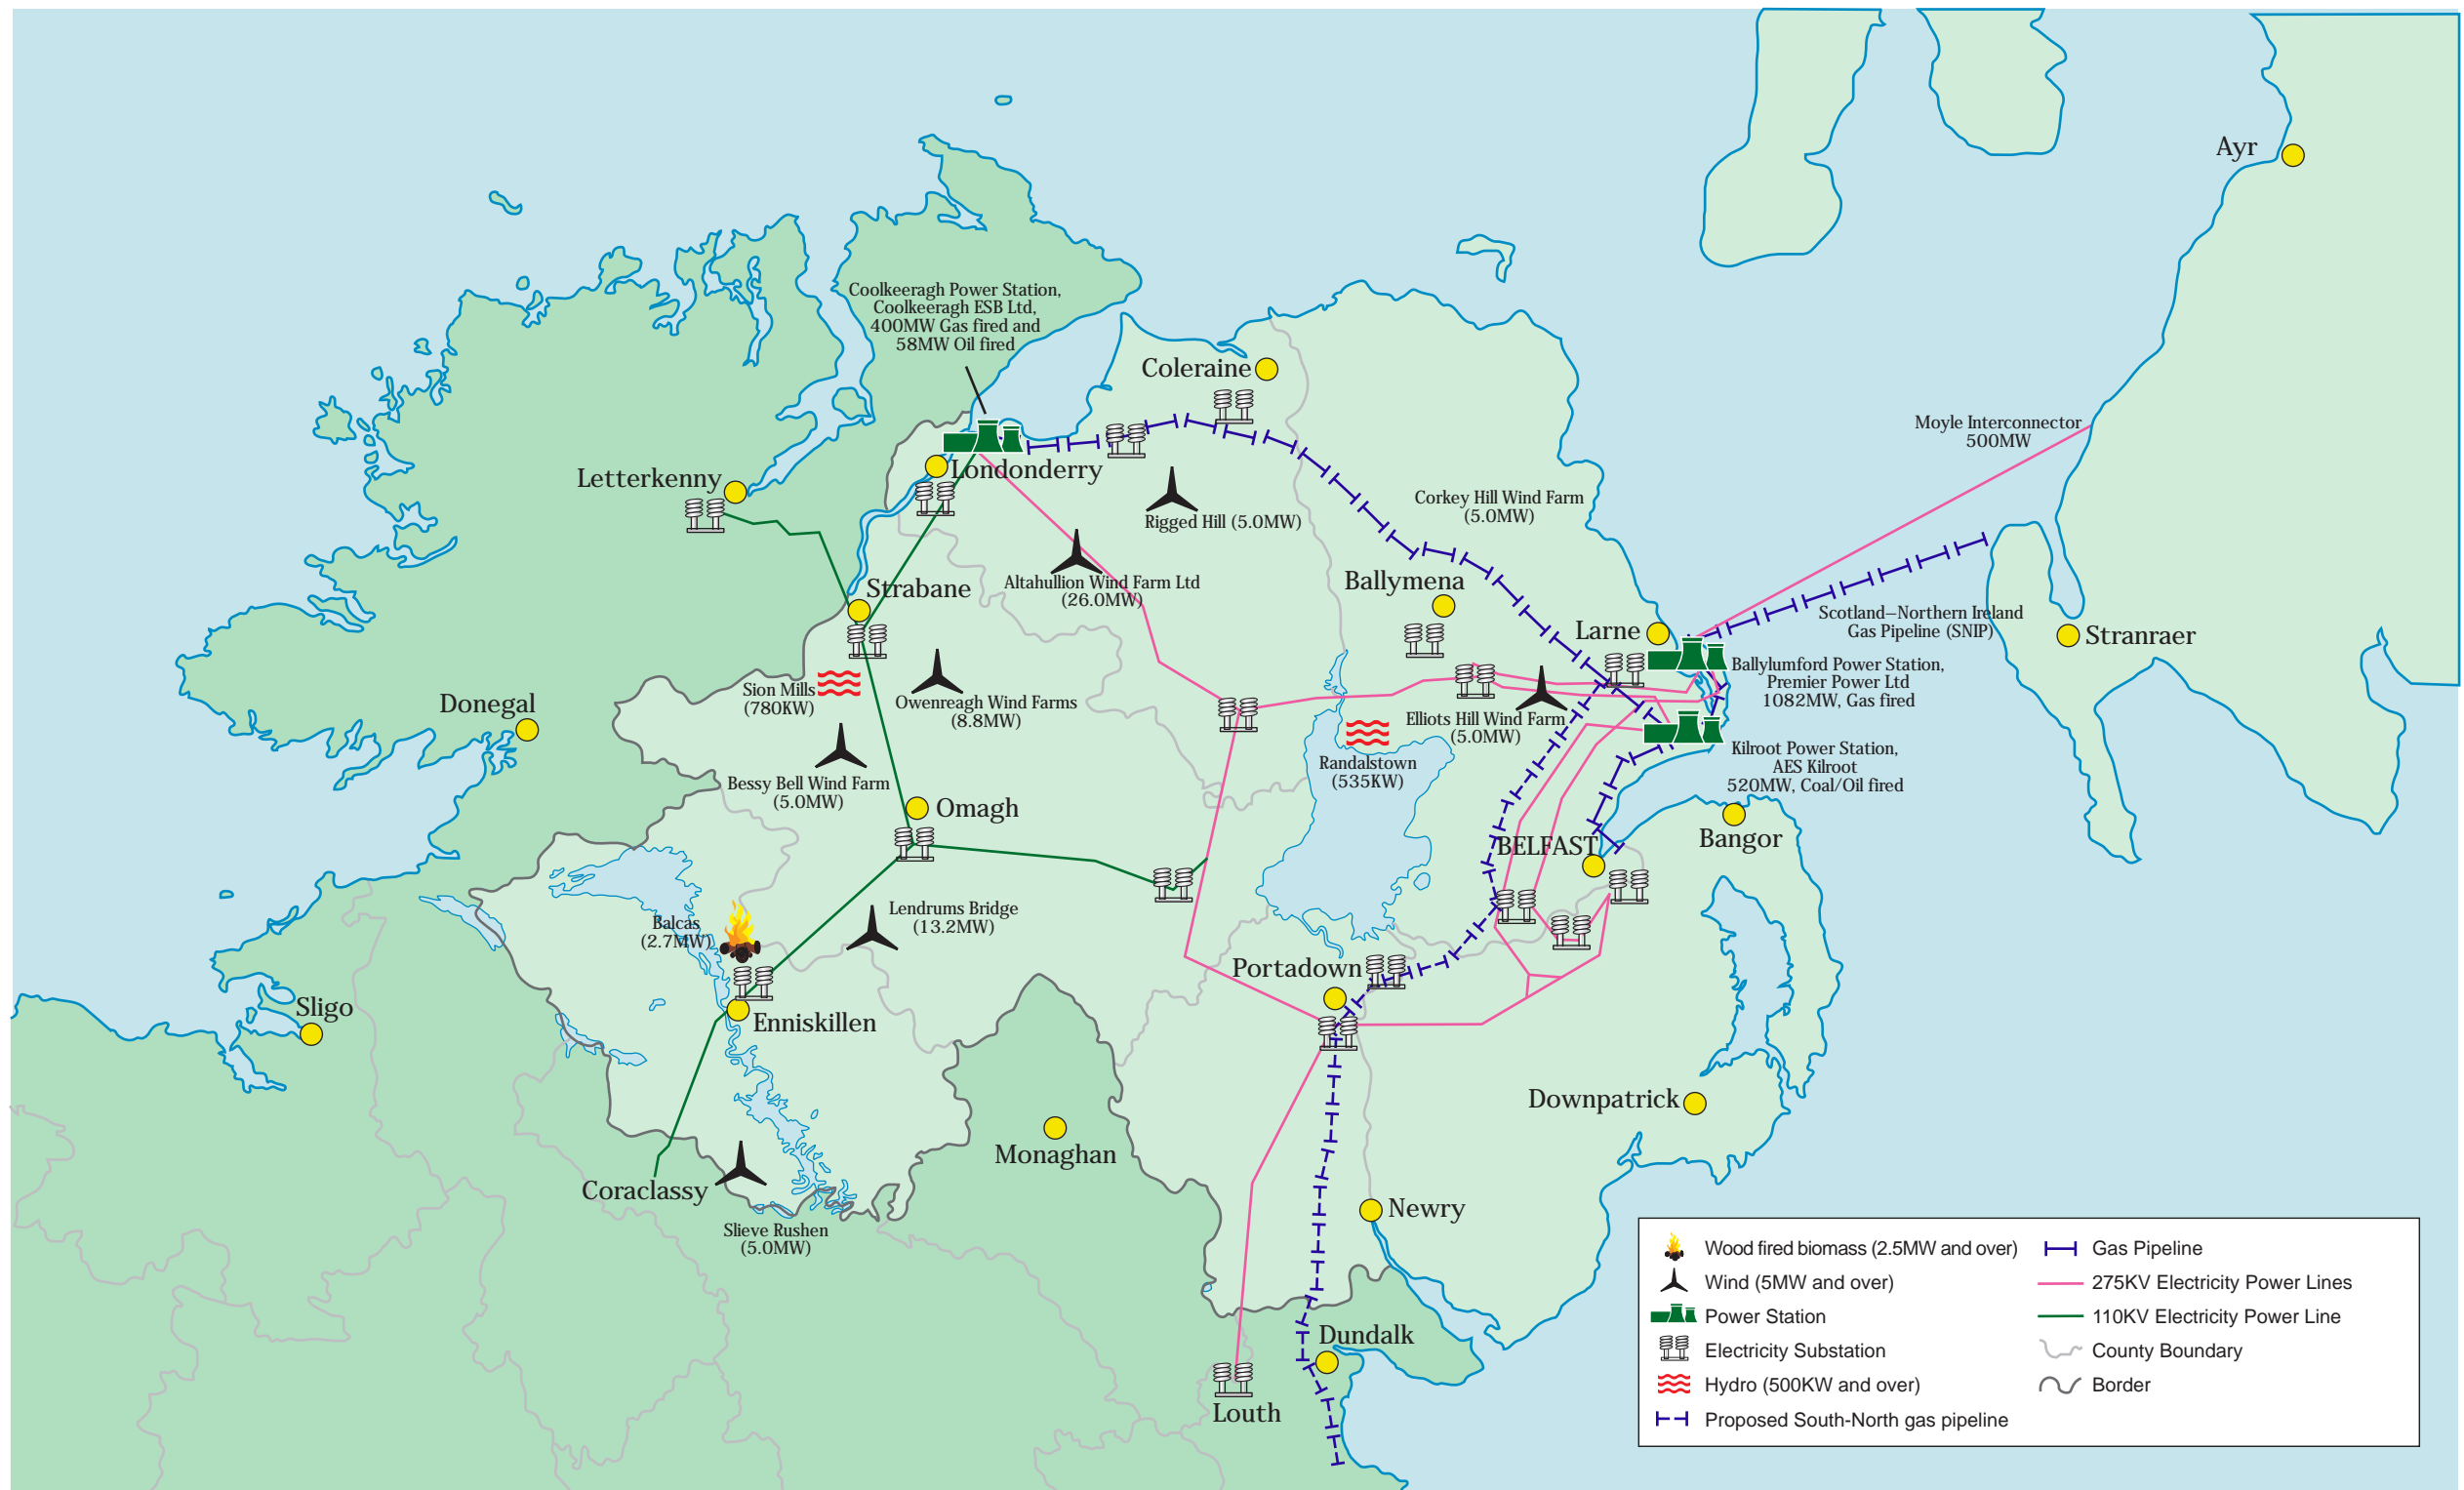 Ayr
Coolkeeragh Power Station,
Coolkeeragh ESB Ltd,
400MW Gas fired and
58MW Oil fired
Coleraine
Moyle Interconnector
500MW
Londonderry
Letterkenny
Corkey Hill Wind Farm
(5.0MW)
Rigged Hill (5.0MW)
Altahullion Wind Farm Ltd
(26.0MW)
Strabane
Ballymena
Larne
Scotland–Northern Ireland
Gas Pipeline (SNIP)
Stranraer
Ballylumford Power Station,
Premier Power Ltd
1082MW, Gas fired
Sion Mills
(780KW)
Owenreagh Wind Farms
(8.8MW)
Donegal
Elliots Hill Wind Farm
(5.0MW)
Randalstown
(535KW)
Kilroot Power Station,
AES Kilroot
520MW, Coal/Oil fired
Bessy Bell Wind Farm
(5.0MW)
Omagh
BELFAST
Bangor
Balcas
(2.7MW)
Lendrums Bridge
(13.2MW)
Portadown
Sligo
Enniskillen
Downpatrick
Monaghan
Coraclassy
Slieve Rushen
(5.0MW)
Newry
Dundalk
Louth
Wood fired biomass (2.5MW and over)
Wind (5MW and over)
Power Station
Electricity Substation
Hydro (500KW and over)
Proposed South-North gas pipeline
Gas Pipeline
275KV Electricity Power Lines
110KV Electricity Power Line
County Boundary
Border